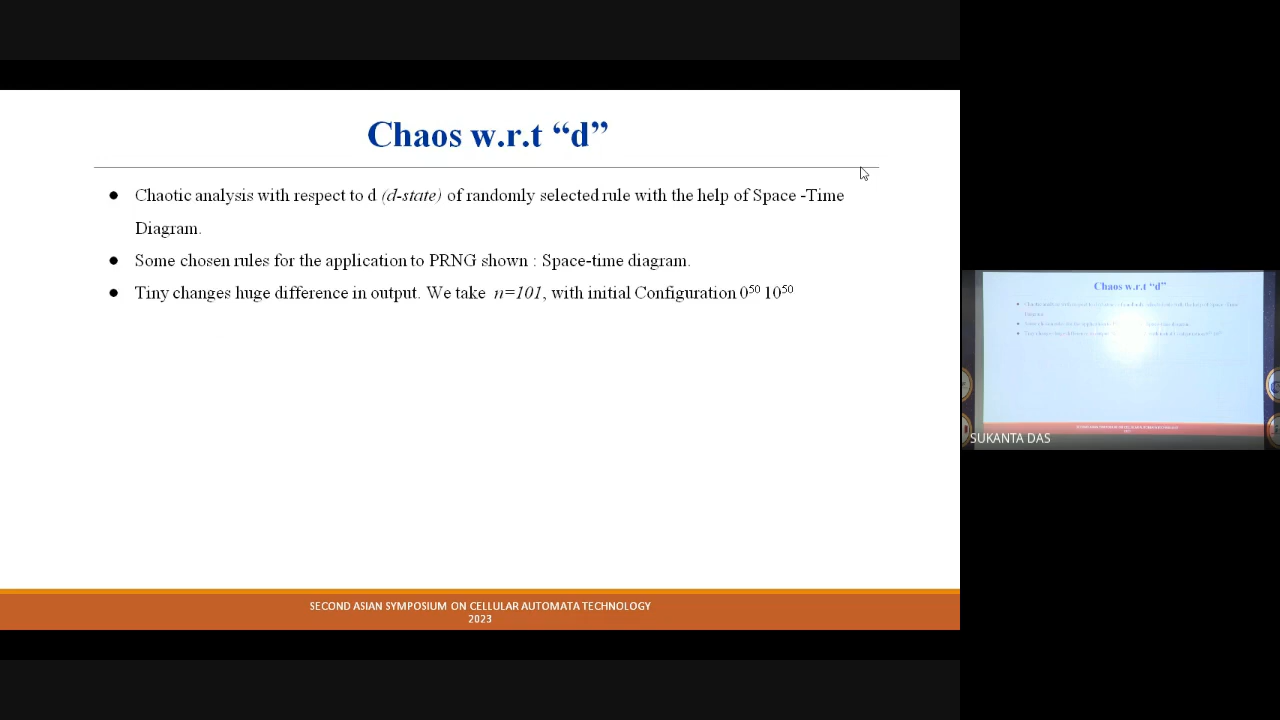 Chaos w.r.t “d”
● Chaotic analysis with respect to d (d-state) of randomly selected rule with the help of Space -Time
Diagram.
● Some chosen rules for the application to PRNG shown : Space-time diagram.
● Tiny changes huge difference in output. We take n=101, with initial Configuration 0⁵⁰ 10⁵⁰
SECOND ASIAN SYMPOSIUM ON CELLULAR AUTOMATA TECHNOLOGY
2023
Chaos w.r.t “d”
SUKANTA DAS